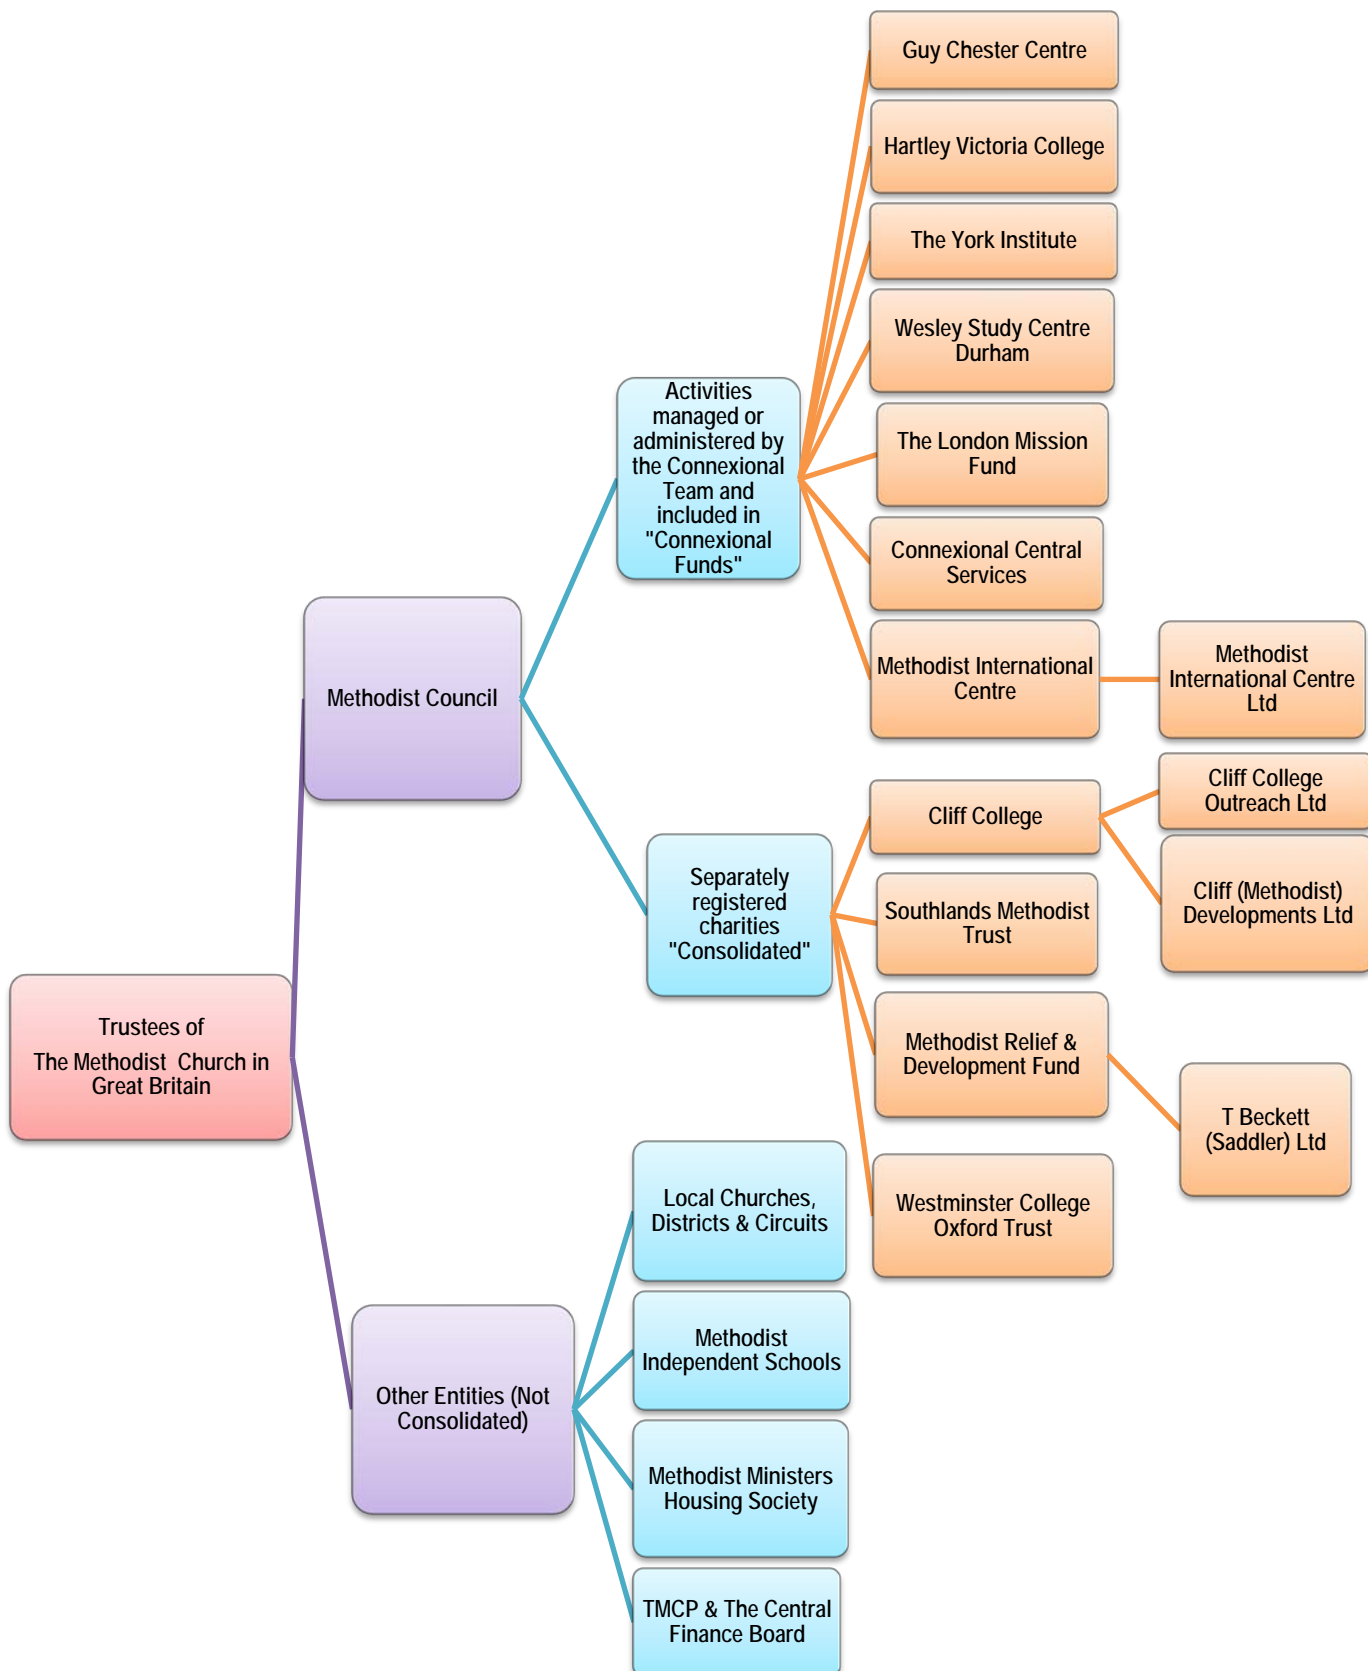 Guy Chester Centre
Hartley Victoria College
The York Institute
Wesley Study Centre
Durham
Activities
managed or
administered by
the Connexional
Team and
included in
"Connexional
Funds"
The London Mission
Fund
Connexional Central
Services
Methodist International
Centre
Methodist
International Centre
Ltd
Methodist Council
Cliff College
Cliff College
Outreach Ltd
Cliff (Methodist)
Developments Ltd
Separately
registered
charities
"Consolidated"
Southlands Methodist
Trust
Trustees of
The Methodist  Church in
Great Britain
Methodist Relief &
Development Fund
T Beckett
(Saddler) Ltd
Westminster College
Oxford Trust
Local Churches,
Districts & Circuits
Methodist
Independent Schools
Other Entities (Not
Consolidated)
Methodist Ministers
Housing Society
TMCP & The Central
Finance Board